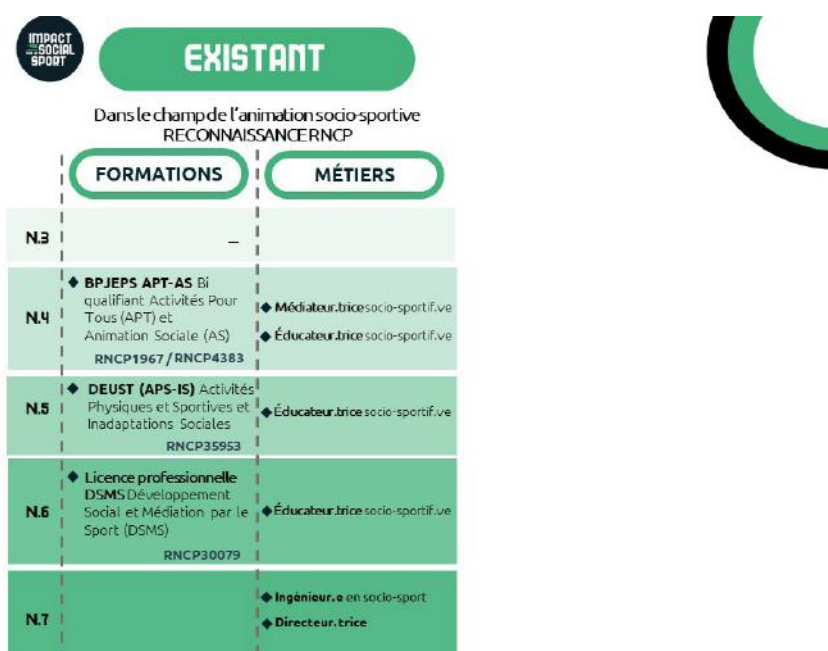 IMPACT
SOCIAL
SPORT
EXISTANT
Dans le champ de l'animation socio-sportive
RECONNAISSANCE RNCP
FORMATIONS
MÉTIERS
N.3
–
N.4
◆ BPJEPS APT-AS Bi
qualifiant Activités Pour
Tous (APT) et
Animation Sociale (AS)
RNCP1967 / RNCP4383
◆ Médiateur.trice socio-sportif.ve
◆ Éducateur.trice socio-sportif.ve
N.5
◆ DEUST (APS-IS) Activités
Physiques et Sportives et
Inadaptations Sociales
RNCP35953
◆ Éducateur.trice socio-sportif.ve
N.6
◆ Licence professionnelle
DSMS Développement
Social et Médiation par le
Sport (DSMS)
RNCP30079
◆ Éducateur.trice socio-sportif.ve
N.7
◆ Ingénieur.e en socio-sport
◆ Directeur.trice